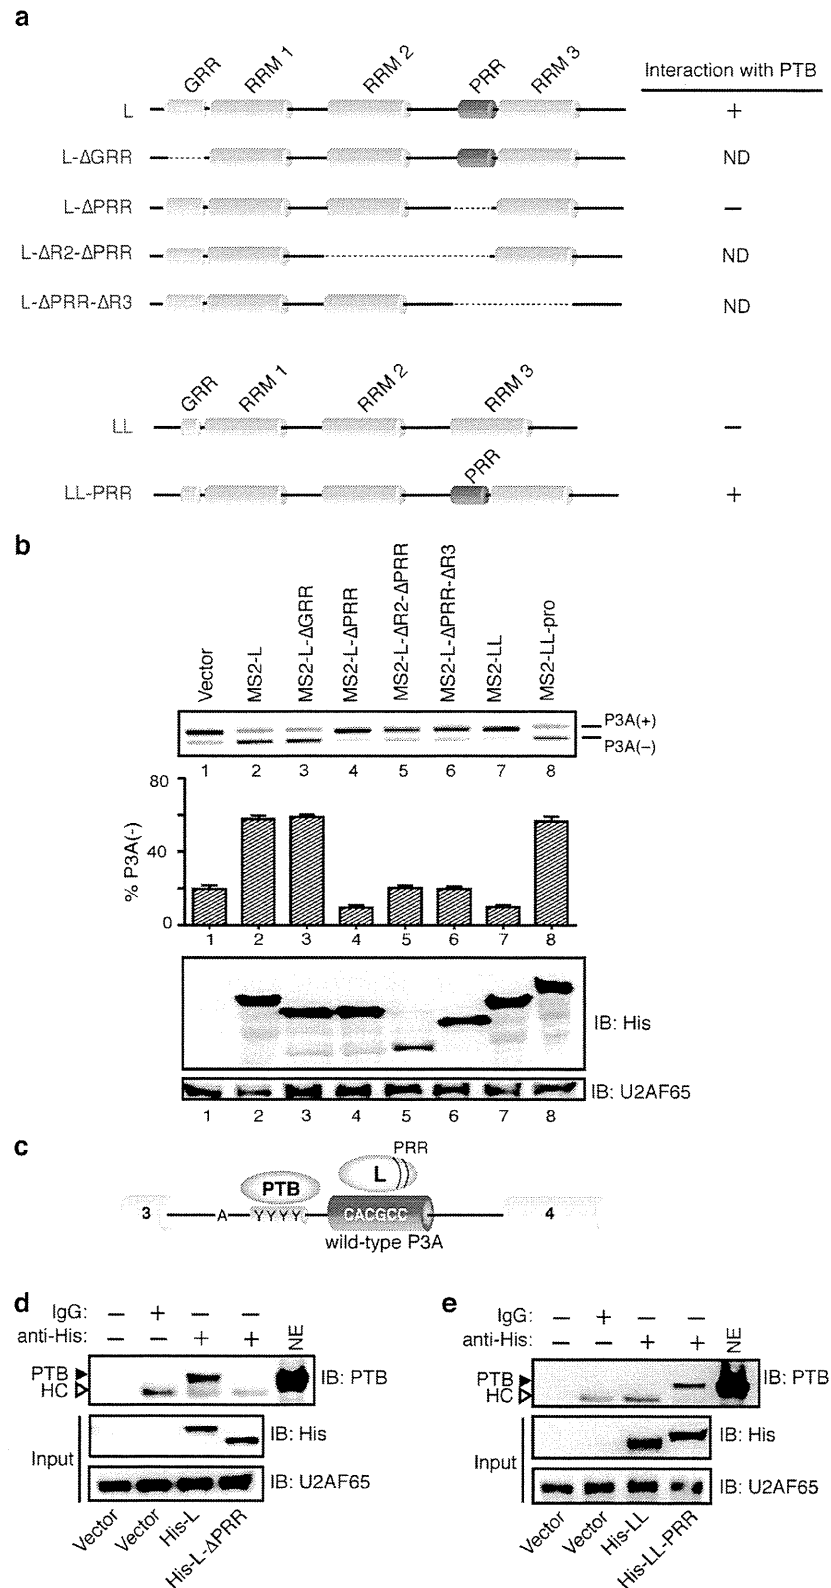 a
GRR RRM 1 RRM 2 PRR RRM 3 Interaction with PTB
L +
L-ΔGRR ND
L-ΔPRR –
L-ΔR2-ΔPRR ND
L-ΔPRR-ΔR3 ND
GRR RRM 1 RRM 2 RRM 3
LL –
PRR
LL-PRR +
b
Vector MS2-L MS2-L-ΔGRR MS2-L-ΔPRR MS2-L-ΔR2-ΔPRR MS2-L-ΔPRR-ΔR3 MS2-LL MS2-LL-pro
P3A(+)
P3A(–)
1 2 3 4 5 6 7 8
% P3A(-)
80
40
0
1 2 3 4 5 6 7 8
IB: His
IB: U2AF65
1 2 3 4 5 6 7 8
c
PRR
PTB L
3 A YYYY CACGCC 4
wild-type P3A
d
IgG: – + – –
anti-His: – – + + NE
PTB
HC
IB: PTB
Input
IB: His
IB: U2AF65
Vector Vector His-L His-L-ΔPRR
e
IgG: – + – –
anti-His: – – + + NE
PTB
HC
IB: PTB
Input
IB: His
IB: U2AF65
Vector Vector His-LL His-LL-PRR